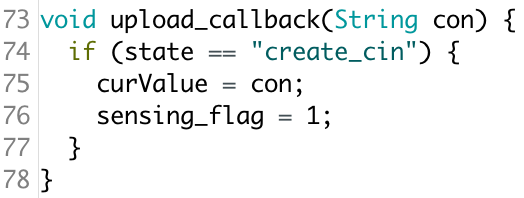 73 void upload_callback(String con) {
74   if (state == "create_cin") {
75     curValue = con;
76     sensing_flag = 1;
77   }
78 }